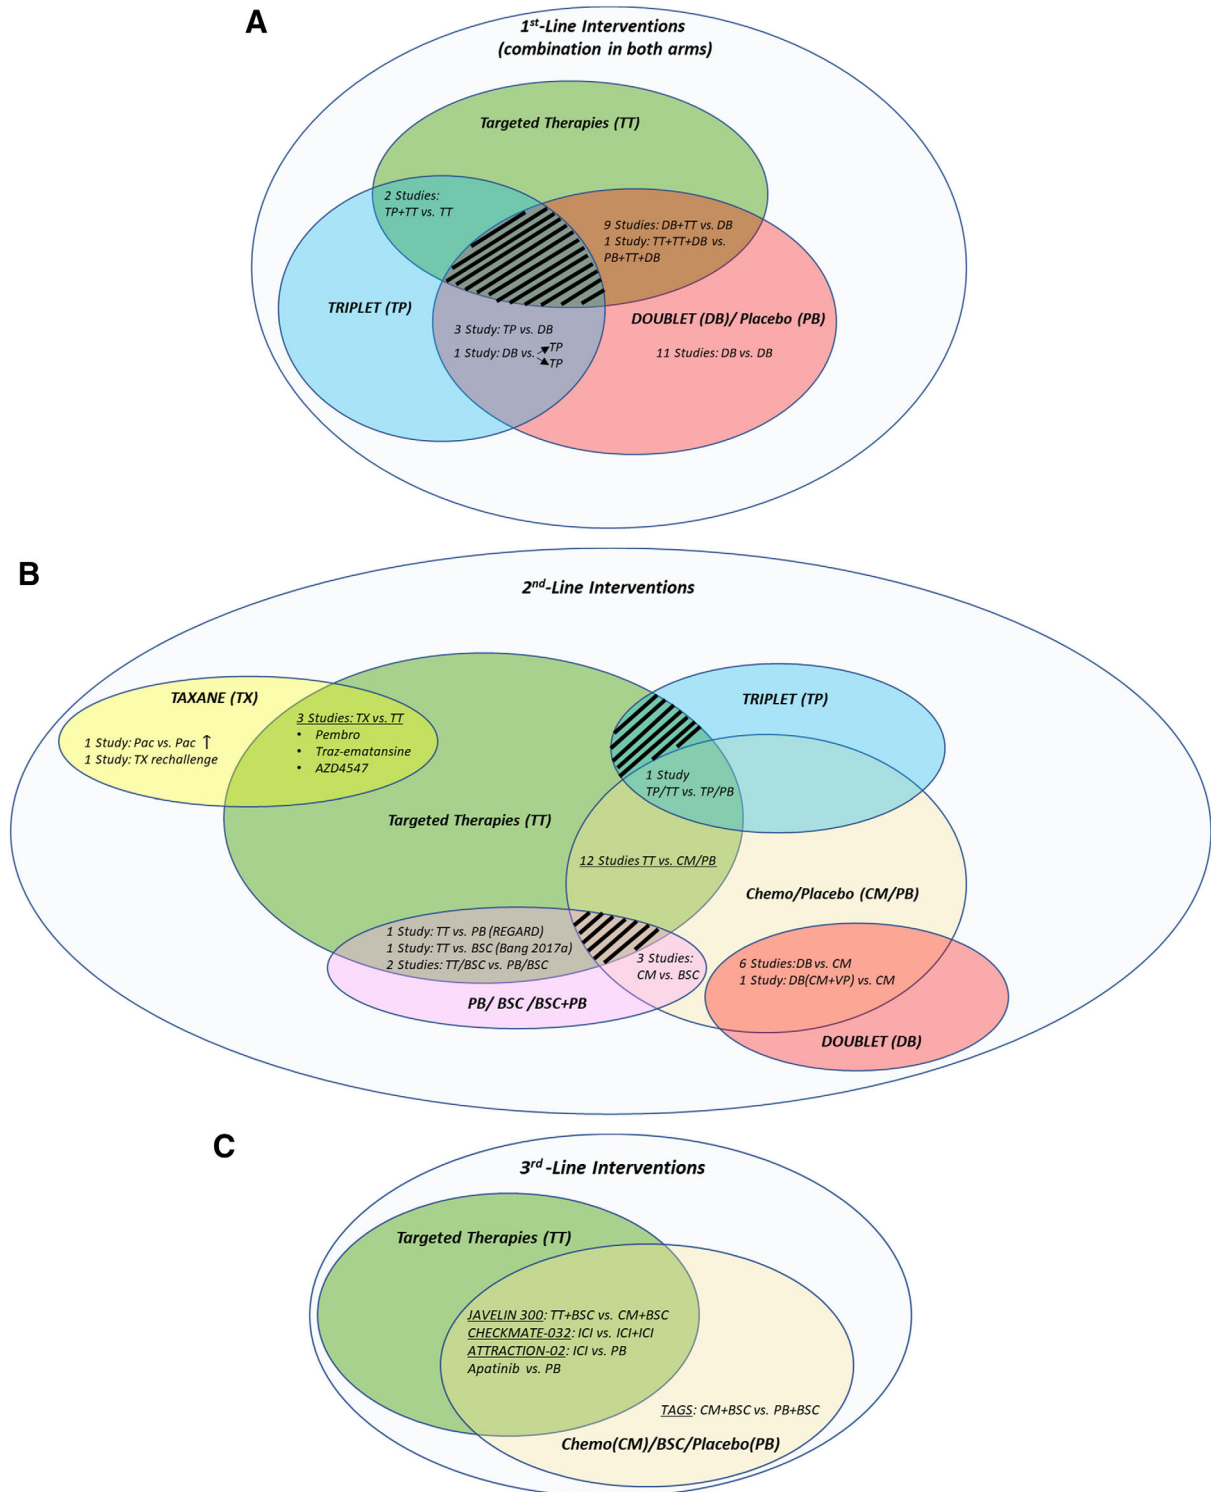 A
1st-Line Interventions
(combination in both arms)
Targeted Therapies (TT)
2 Studies:
TP+TT vs. TT
9 Studies: DB+TT vs. DB
1 Study: TT+TT+DB vs.
PB+TT+DB
TRIPLET (TP)
DOUBLET (DB)/ Placebo (PB)
3 Study: TP vs. DB
1 Study: DB vs. TP
TP
11 Studies: DB vs. DB
B
2nd-Line Interventions
TAXANE (TX)
1 Study: Pac vs. Pac ↑
1 Study: TX rechallenge
3 Studies: TX vs. TT
• Pembro
• Traz-ematansine
• AZD4547
TRIPLET (TP)
1 Study
TP/TT vs. TP/PB
Targeted Therapies (TT)
12 Studies TT vs. CM/PB
Chemo/Placebo (CM/PB)
1 Study: TT vs. PB (REGARD)
1 Study: TT vs. BSC (Bang 2017a)
2 Studies: TT/BSC vs. PB/BSC
3 Studies:
CM vs. BSC
PB/ BSC /BSC+PB
6 Studies:DB vs. CM
1 Study: DB(CM+VP) vs. CM
DOUBLET (DB)
C
3rd-Line Interventions
Targeted Therapies (TT)
JAVELIN 300: TT+BSC vs. CM+BSC
CHECKMATE-032: ICI vs. ICI+ICI
ATTRACTION-02: ICI vs. PB
Apatinib vs. PB
TAGS: CM+BSC vs. PB+BSC
Chemo(CM)/BSC/Placebo(PB)